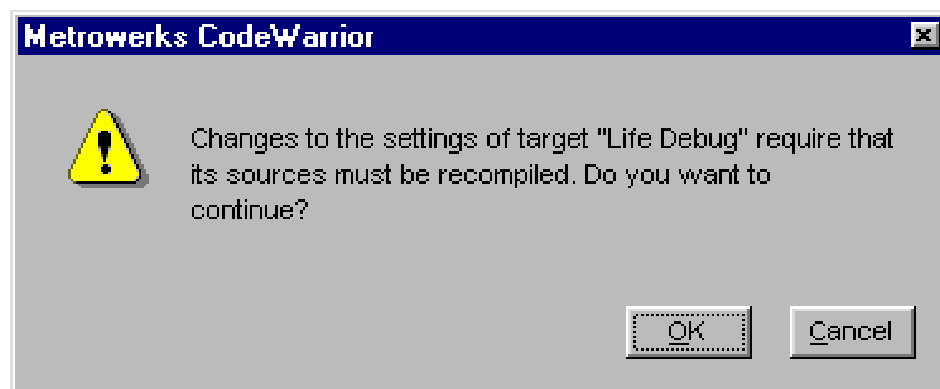 Metrowerks CodeWarrior
Changes to the settings of target "Life Debug" require that
its sources must be recompiled. Do you want to
continue?
OK
Cancel